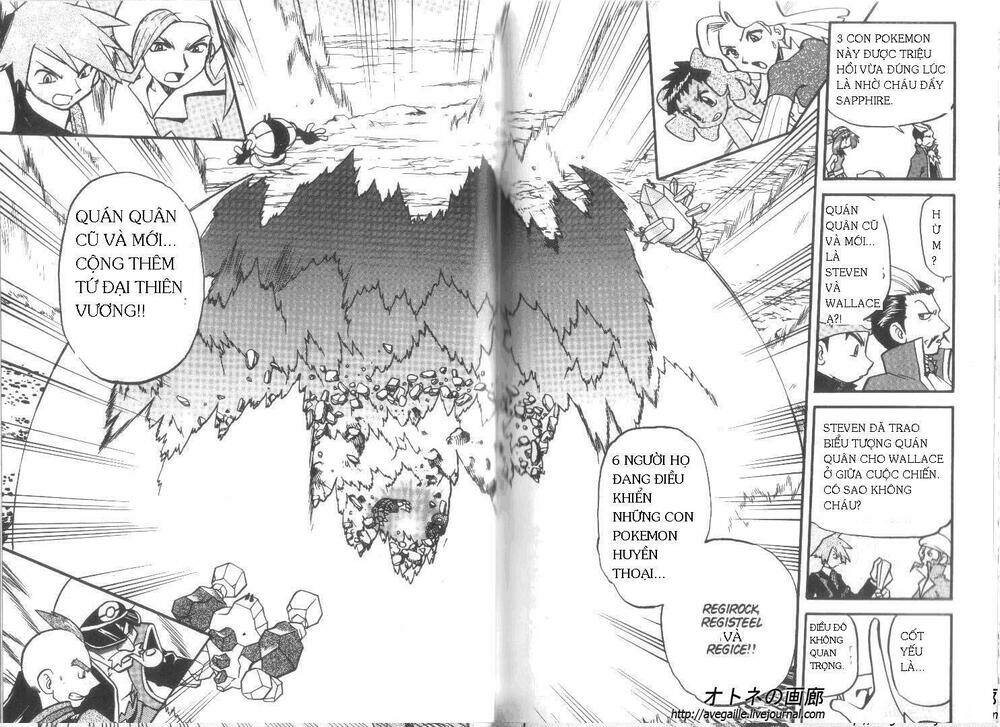 3 CON POKEMON
NÀY ĐƯỢC TRIỆU
HỒI VỪA ĐÚNG LÚC
LÀ NHỜ CHÁU ĐẤY
SAPPHIRE.
HỪM?
QUÁN
QUÂN CŨ
VÀ MỚI...
LÀ
STEVEN
VÀ
WALLACE
Ạ?!
STEVEN ĐÃ TRAO
BIỂU TƯỢNG QUÁN
QUÂN CHO WALLACE
Ở GIỮA CUỘC CHIẾN.
CÓ SAO KHÔNG
CHÁU?
CỐT
YẾU
LÀ...
ĐIỀU ĐÓ
KHÔNG
QUAN
TRỌNG.
6 NGƯỜI HỌ
ĐANG ĐIỀU
KHIỂN
NHỮNG CON
POKEMON
HUYỀN
THOẠI...
REGIROCK,
REGISTEEL
VÀ
REGICE!!
QUÁN QUÂN
CŨ VÀ MỚI...
CỘNG THÊM
TỨ ĐẠI THIÊN
VƯƠNG!!
オトネの画廊
http://avegaille.livejournal.com/